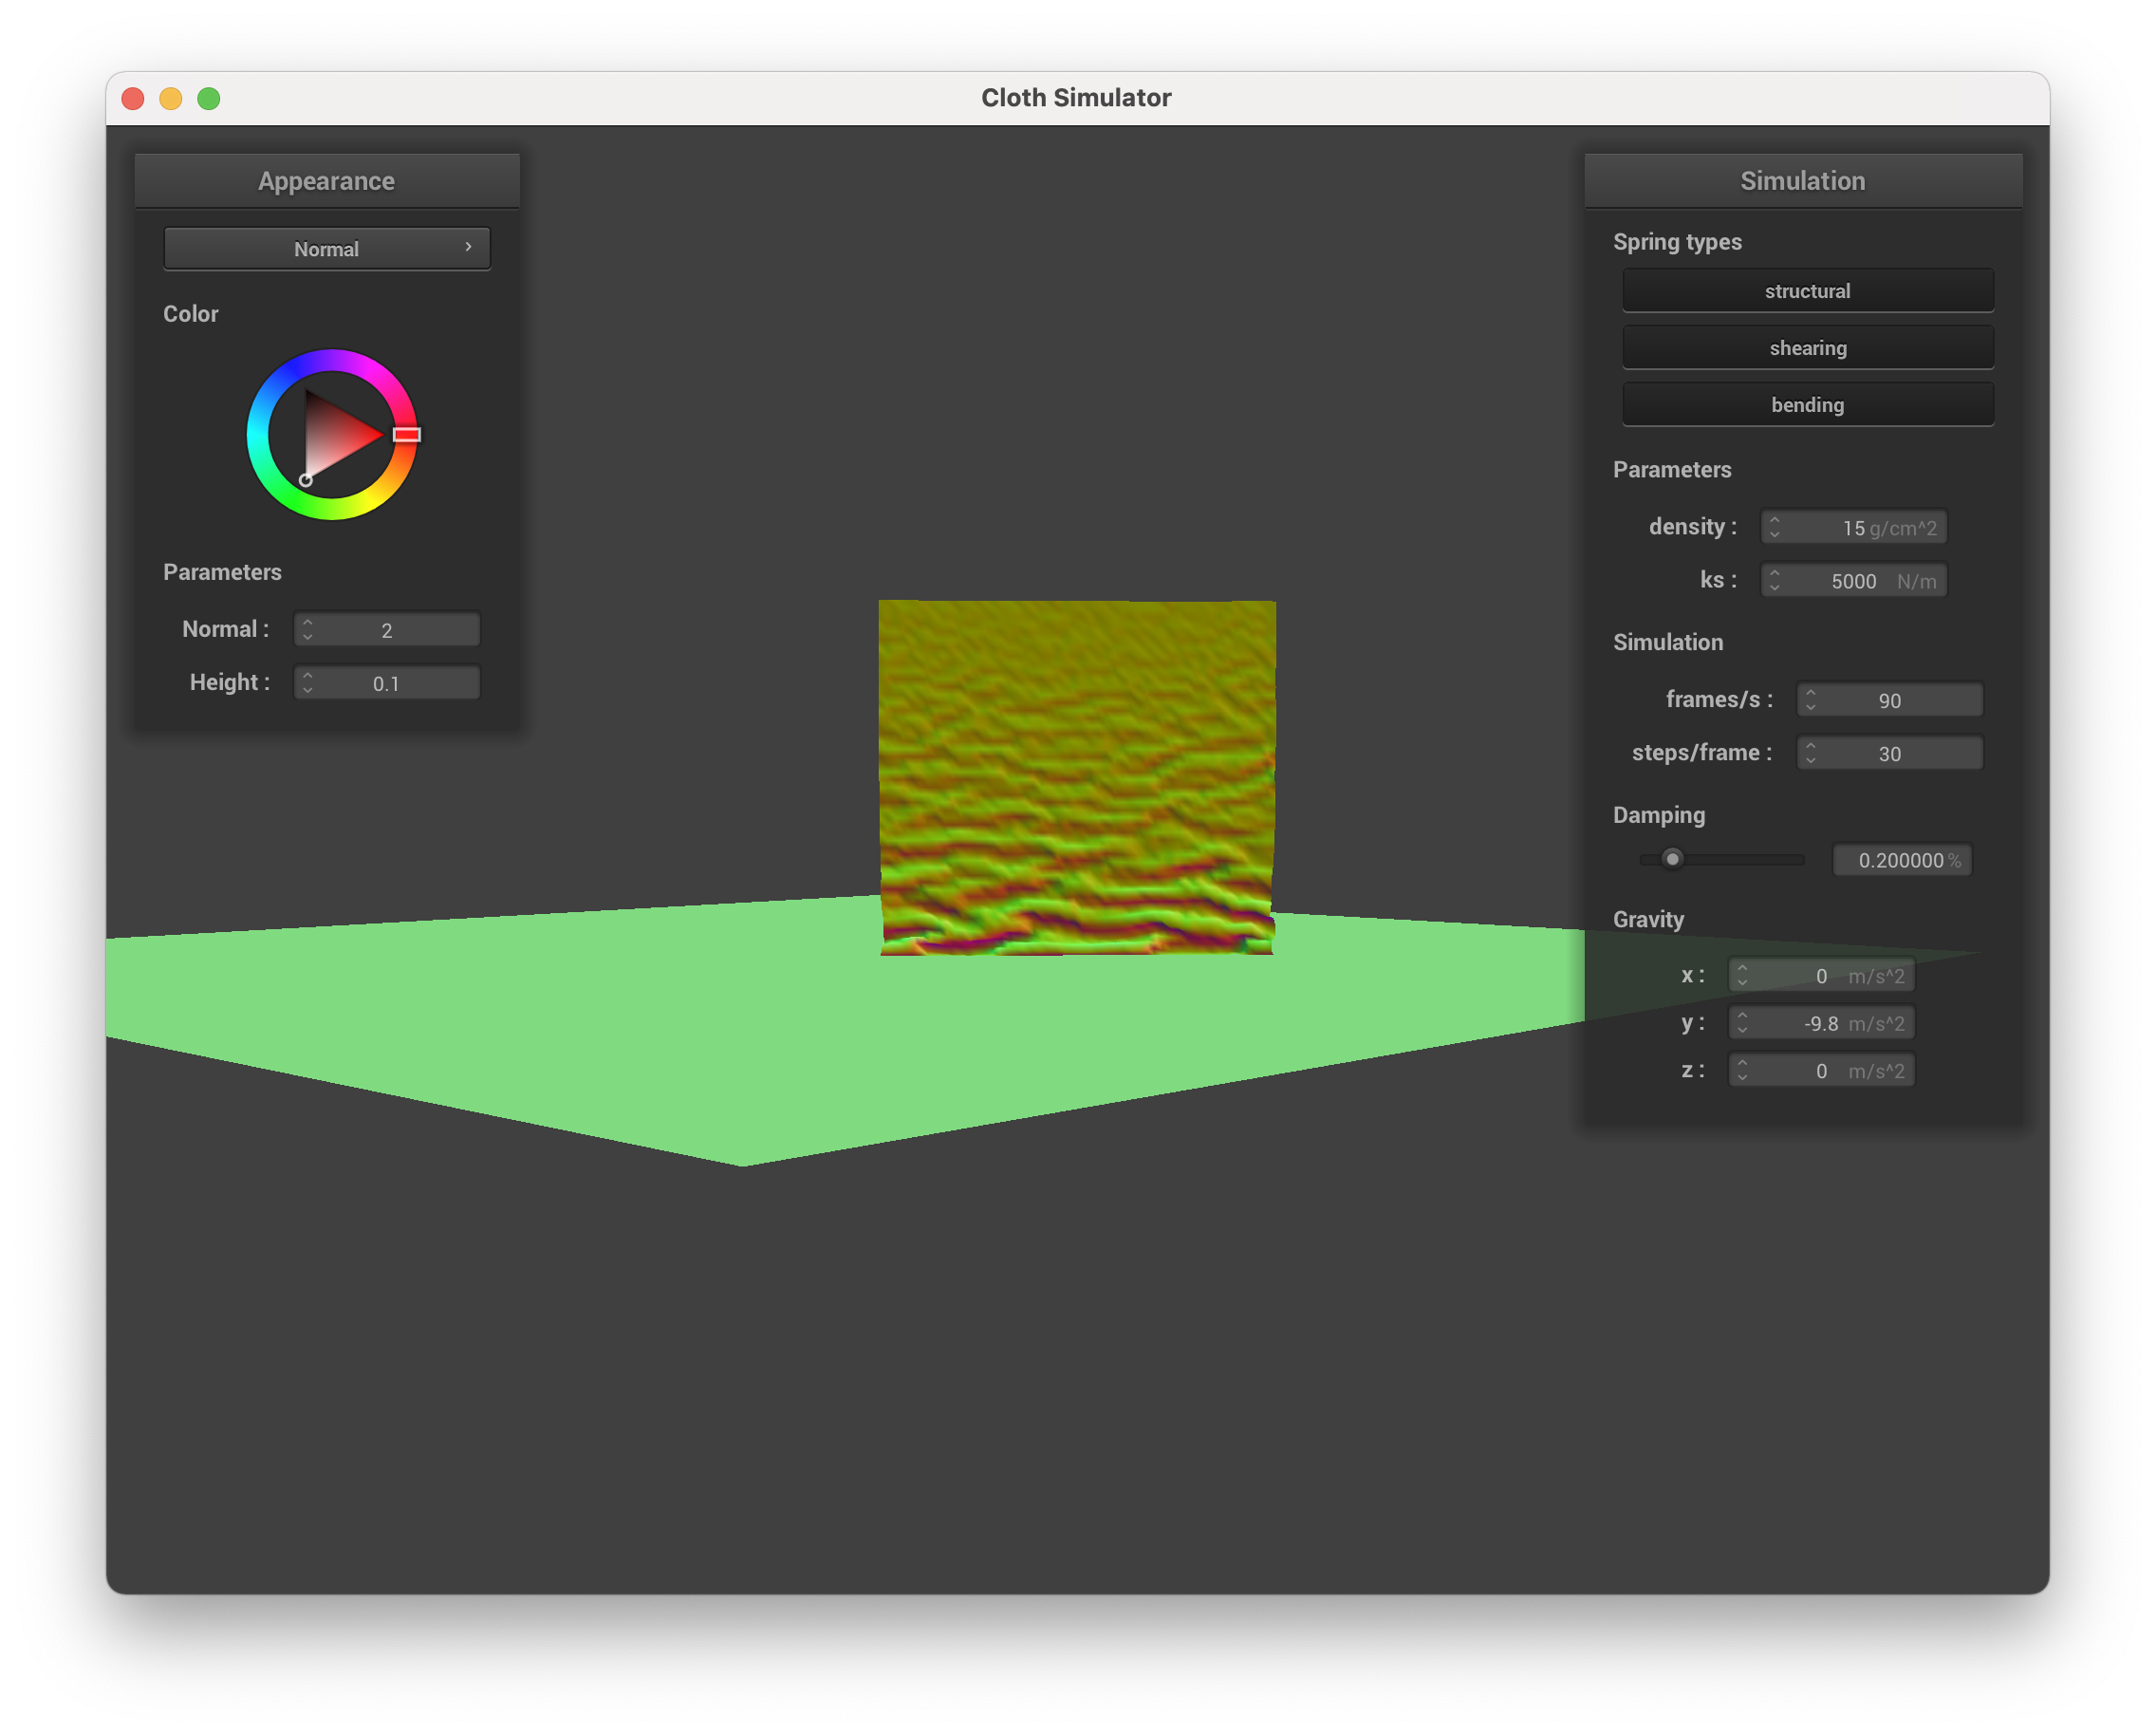 Cloth Simulator
Appearance
Normal
Color
Parameters
Normal : 2
Height : 0.1
Simulation
Spring types
structural
shearing
bending
Parameters
density : 15 g/cm^2
ks : 5000 N/m
Simulation
frames/s : 90
steps/frame : 30
Damping
0.200000 %
Gravity
x : 0 m/s^2
y : -9.8 m/s^2
z : 0 m/s^2